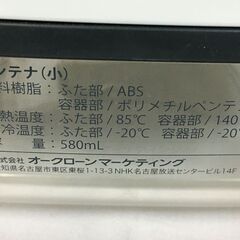 ンテナ(小)
料樹脂：ふた部/ABS
容器部/ポリメチルペンテ
熱温度：ふた部/85℃ 容器部/140
冷温度：ふた部/-20℃ 容器部/-20℃
量：580mL
式会社 オークローンマーケティング
知県名古屋市東区東桜1-13-3 NHK名古屋放送センタービル14F